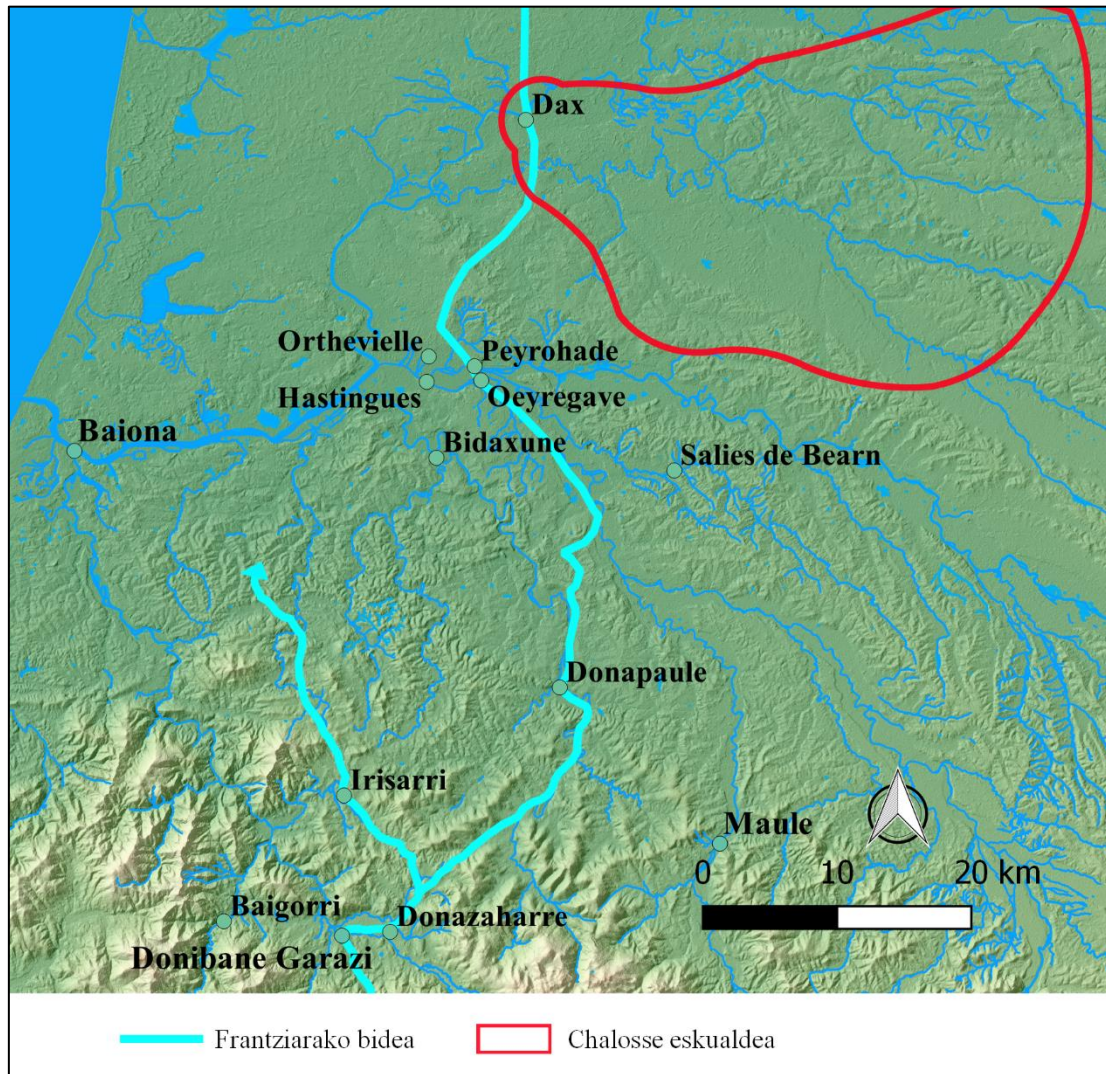 Dax
Orthevielle
Peyrohade
Hastingues
Oeyregave
Baiona
Bidaxune
Salies de Bearn
Donapaule
Irisarri
Maule
0 10 20 km
Baigorri
Donazaharre
Donibane Garazi
Frantziarako bidea
Chalosse eskualdea